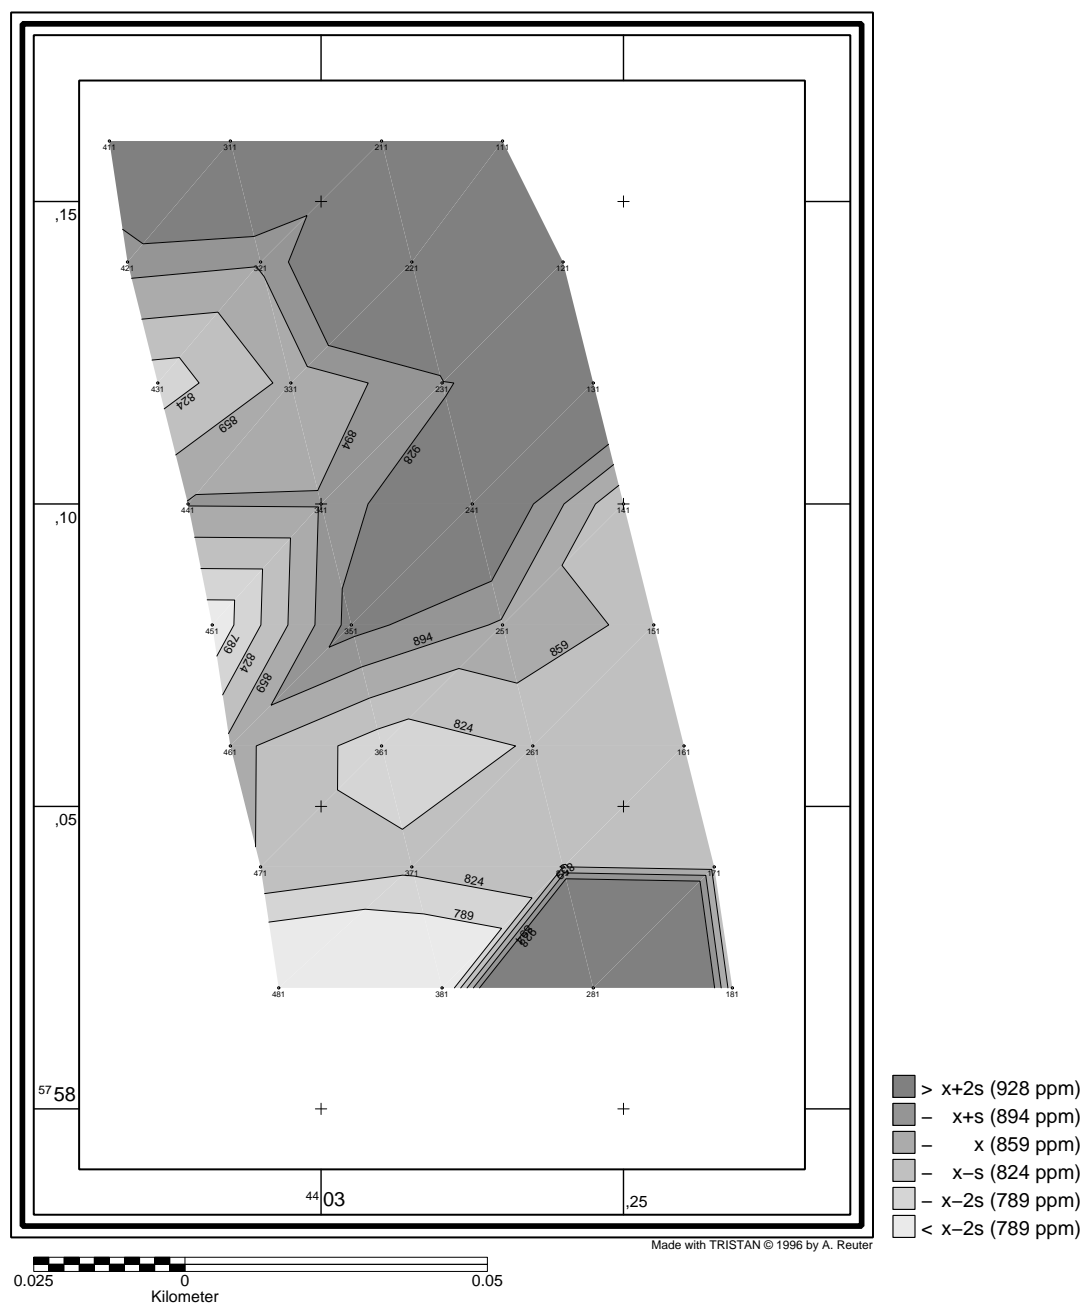 411 311 211 111
,15
421 321 221 121
431 331 231 131
824
859
894
928
,10
441 341 241 141
451 351 251 151
789
824
859
894
859
461 361 261 161
824
,05
471 371 171
824
789
928
481 381 281 181
57 58
44 03 ,25
> x+2s (928 ppm)
– x+s (894 ppm)
– x (859 ppm)
– x–s (824 ppm)
– x–2s (789 ppm)
< x–2s (789 ppm)
Made with TRISTAN © 1996 by A. Reuter
0.025 0 0.05
Kilometer